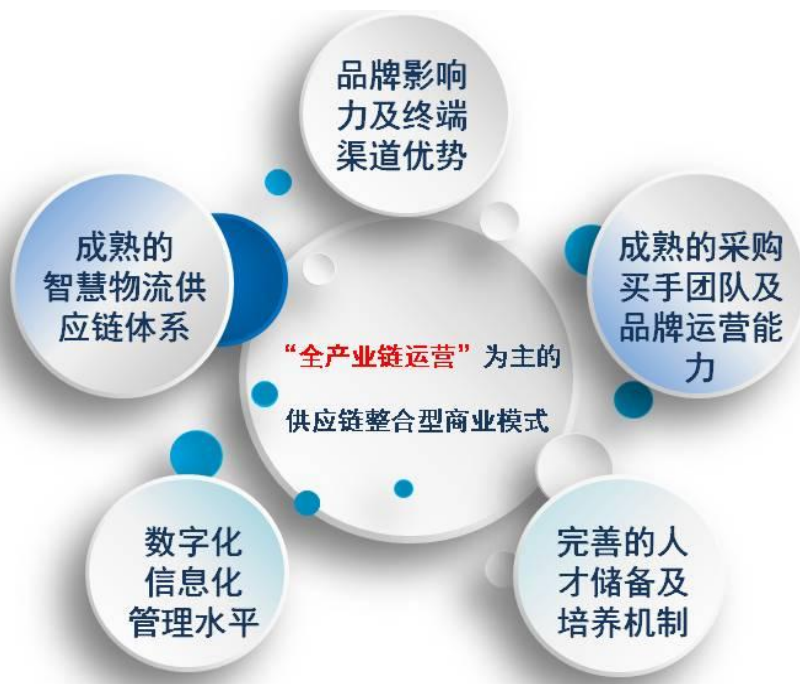 品牌影响
力及终端
渠道优势
成熟的
智慧物流供
应链体系
成熟的采购
买手团队及
品牌运营能
力
“全产业链运营”为主的
供应链整合型商业模式
数字化
信息化
管理水平
完善的人
才储备及
培养机制